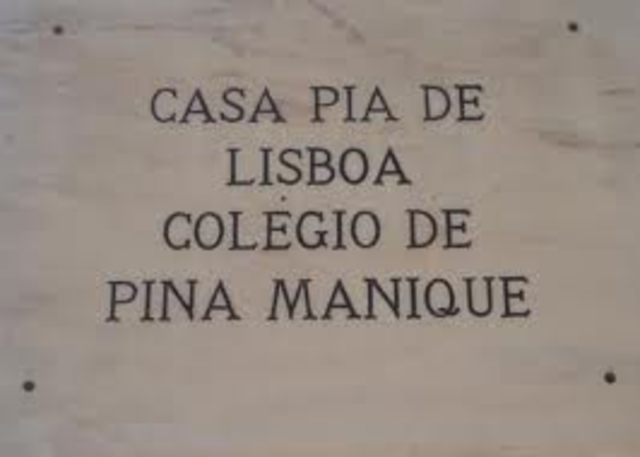 CASA PIA DE
LISBOA
COLÉGIO DE
PINA MANIQUE